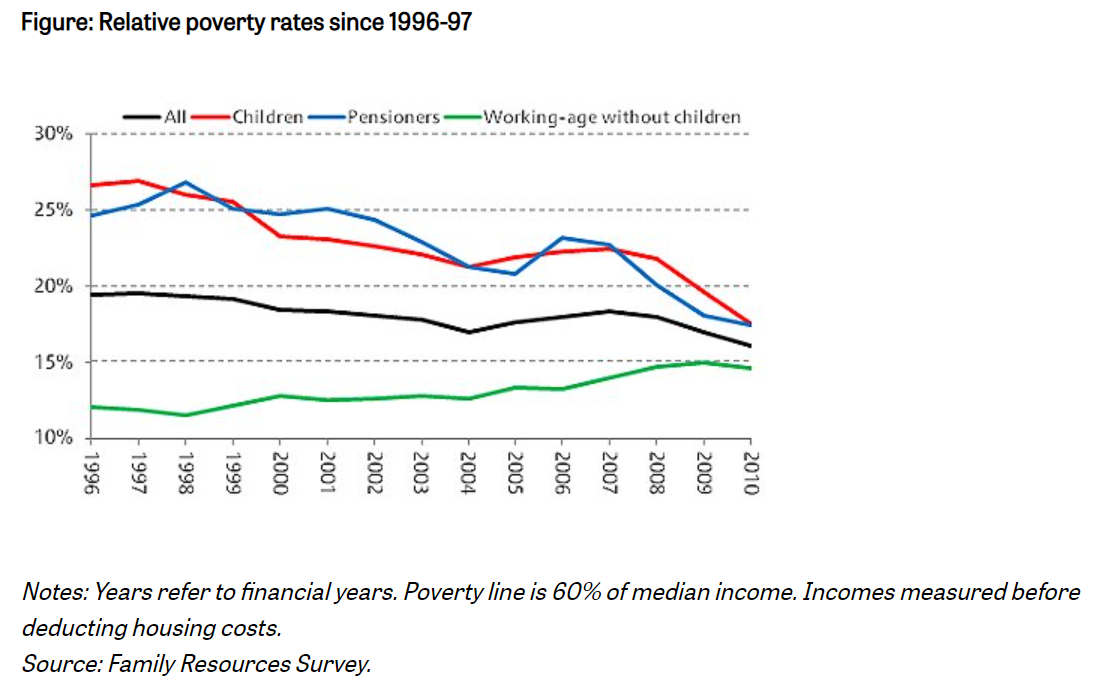 Figure: Relative poverty rates since 1996-97
All Children Pensioners Working-age without children
30%
25%
20%
15%
10%
1996 1997 1998 1999 2000 2001 2002 2003 2004 2005 2006 2007 2008 2009 2010
Notes: Years refer to financial years. Poverty line is 60% of median income. Incomes measured before
deducting housing costs.
Source: Family Resources Survey.